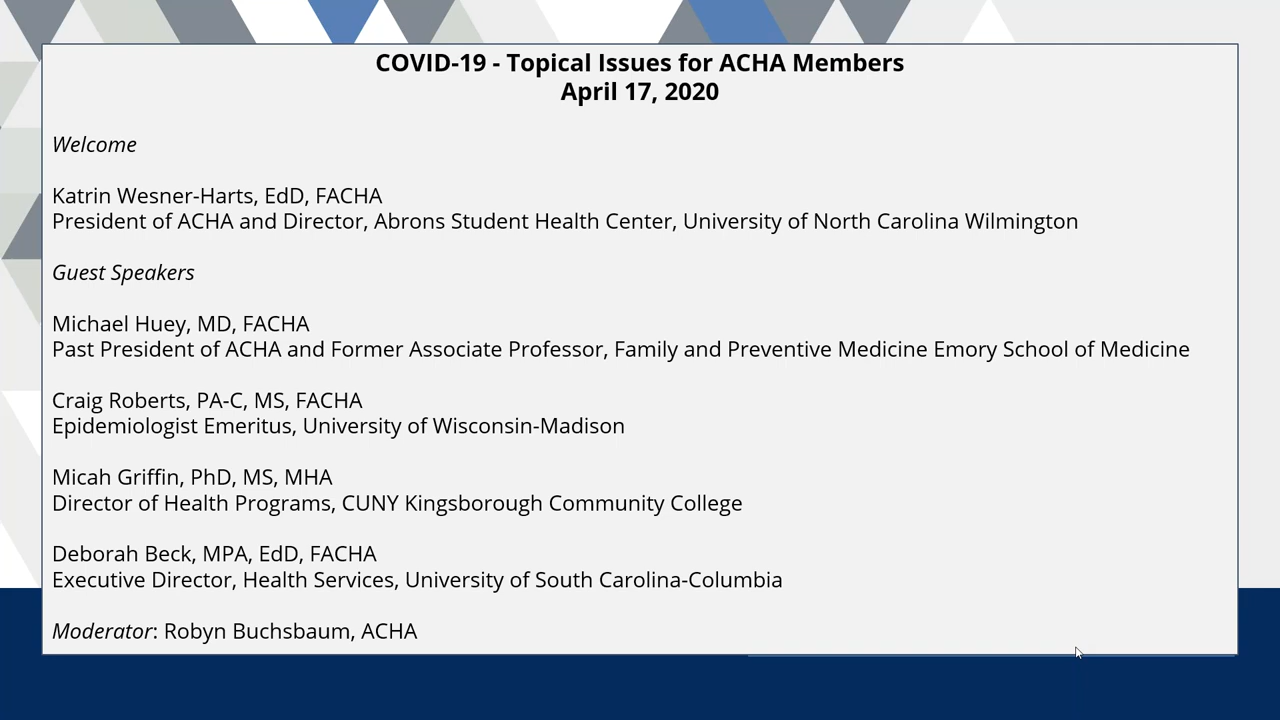 COVID-19 - Topical Issues for ACHA Members
April 17, 2020
Welcome
Katrin Wesner-Harts, EdD, FACHA
President of ACHA and Director, Abrons Student Health Center, University of North Carolina Wilmington
Guest Speakers
Michael Huey, MD, FACHA
Past President of ACHA and Former Associate Professor, Family and Preventive Medicine Emory School of Medicine
Craig Roberts, PA-C, MS, FACHA
Epidemiologist Emeritus, University of Wisconsin-Madison
Micah Griffin, PhD, MS, MHA
Director of Health Programs, CUNY Kingsborough Community College
Deborah Beck, MPA, EdD, FACHA
Executive Director, Health Services, University of South Carolina-Columbia
Moderator: Robyn Buchsbaum, ACHA